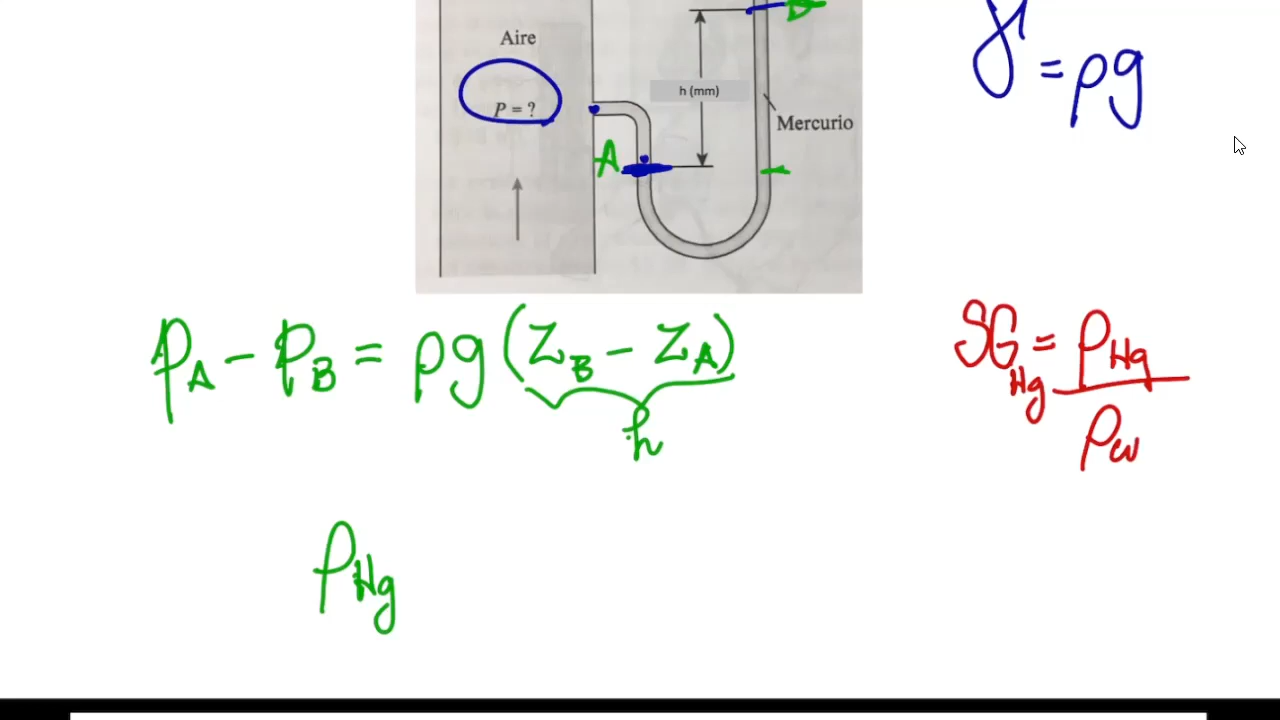 Aire
γ = ρg
P = ?
h (mm)
Mercurio
A
B
p_A - p_B = ρg (z_B - z_A)
h
SG_Hg = ρ_Hg / ρ_w
ρ_Hg